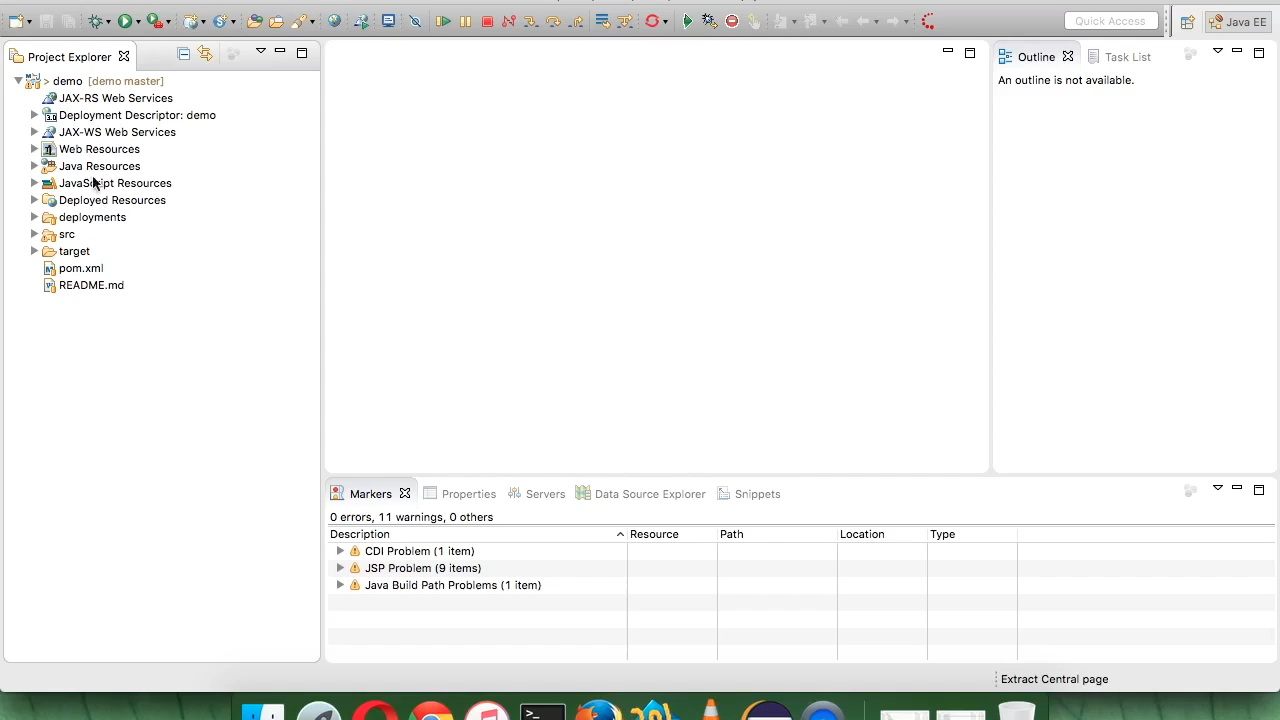 Quick Access
Java EE
Project Explorer
> demo [demo master]
JAX-RS Web Services
Deployment Descriptor: demo
JAX-WS Web Services
Web Resources
Java Resources
JavaScript Resources
Deployed Resources
deployments
src
target
pom.xml
README.md
Outline Task List
An outline is not available.
Markers Properties Servers Data Source Explorer Snippets
0 errors, 11 warnings, 0 others
Description Resource Path Location Type
CDI Problem (1 item)
JSP Problem (9 items)
Java Build Path Problems (1 item)
Extract Central page